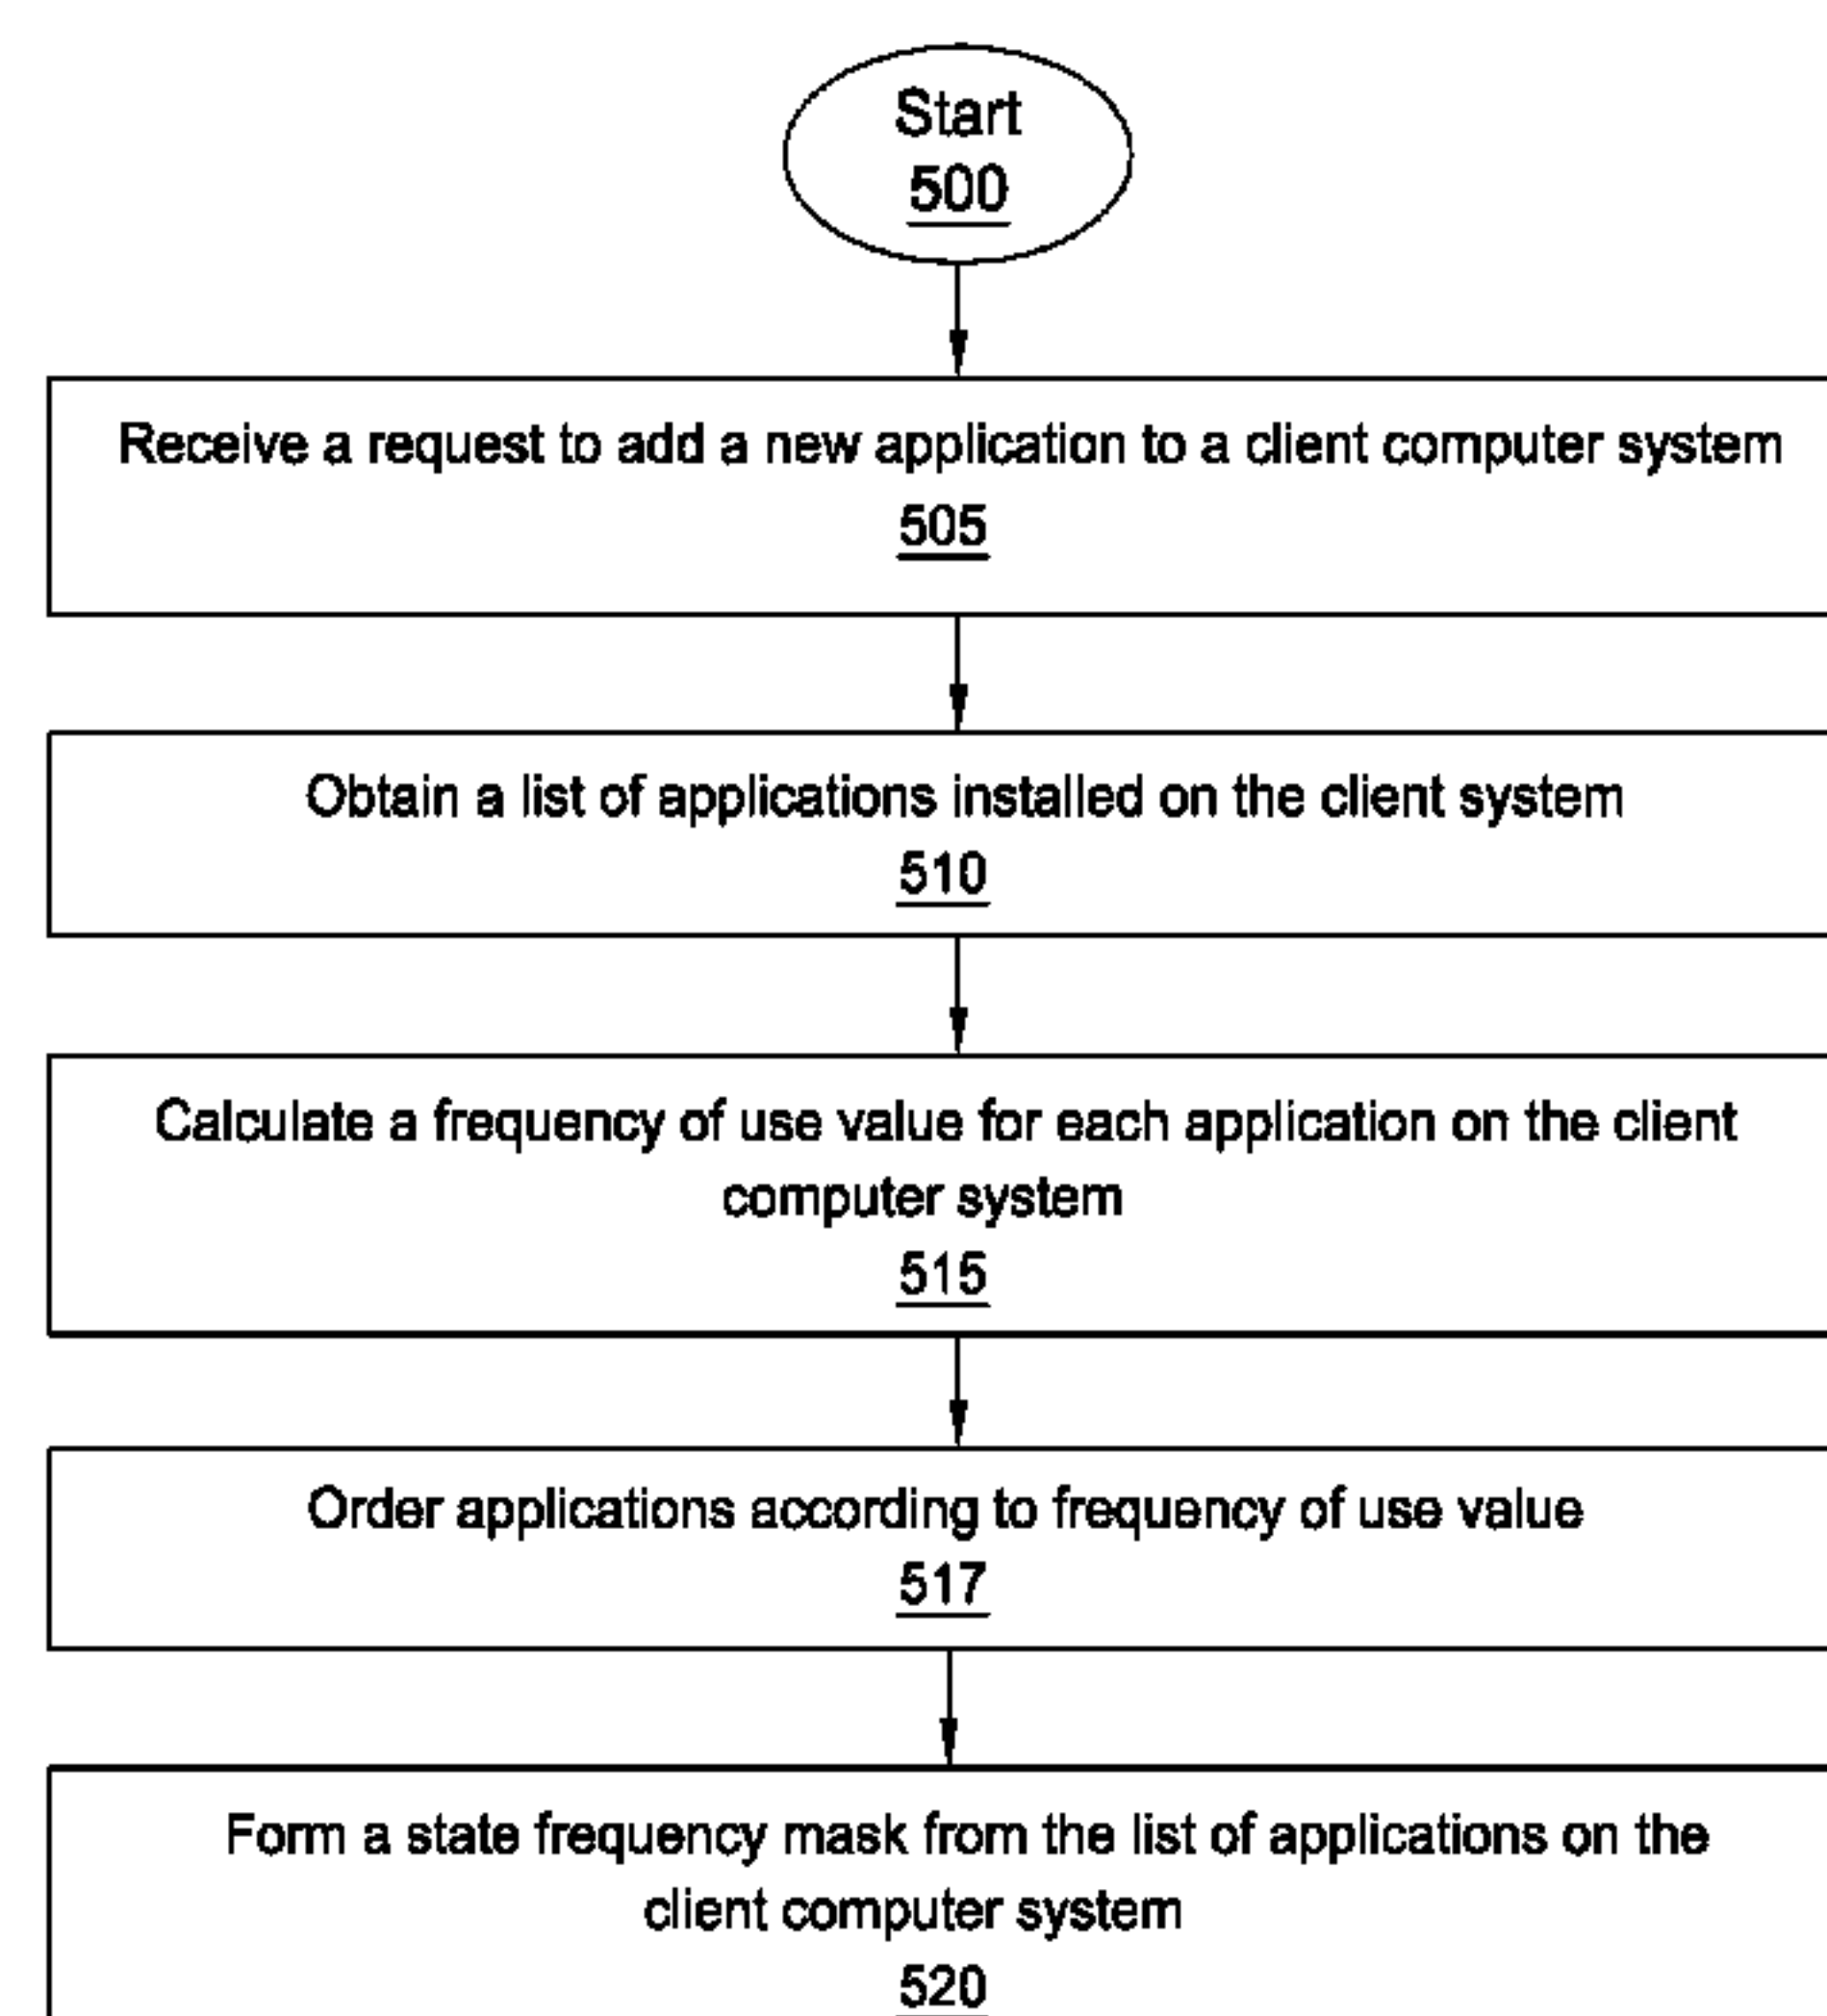 Start
500
Receive a request to add a new application to a client computer system
505
Obtain a list of applications installed on the client system
510
Calculate a frequency of use value for each application on the client
computer system
515
Order applications according to frequency of use value
517
Form a state frequency mask from the list of applications on the
client computer system
520